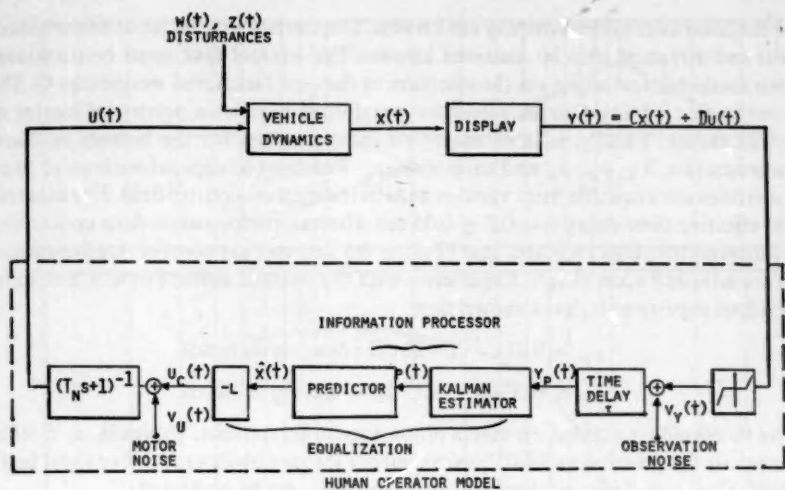 W(t), Z(t)
DISTURBANCES
U(t)
VEHICLE
DYNAMICS
X(t)
DISPLAY
Y(t) = CX(t) + DU(t)
INFORMATION PROCESSOR
(T_N s+1)^-1
U_C(t)
V_U(t)
MOTOR
NOISE
-L
X̂(t)
PREDICTOR
P(t)
KALMAN
ESTIMATOR
Y_P(t)
TIME
DELAY
τ
V_Y(t)
OBSERVATION
NOISE
EQUALIZATION
HUMAN OPERATOR MODEL